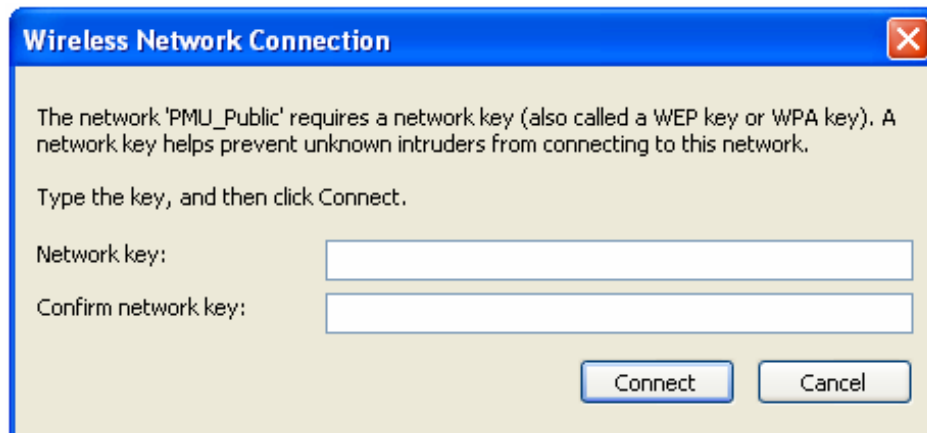 Wireless Network Connection
The network 'PMU_Public' requires a network key (also called a WEP key or WPA key). A
network key helps prevent unknown intruders from connecting to this network.
Type the key, and then click Connect.
Network key:
Confirm network key:
Connect Cancel